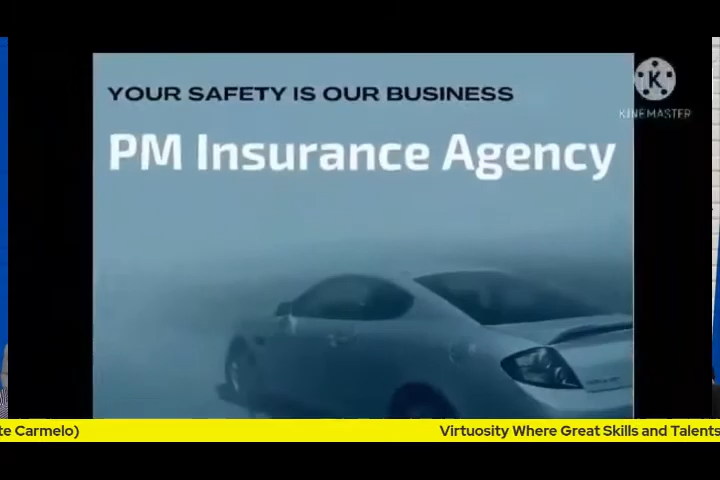 YOUR SAFETY IS OUR BUSINESS
K
KINEMASTER
PM Insurance Agency
te Carmelo)
Virtuosity Where Great Skills and Talents